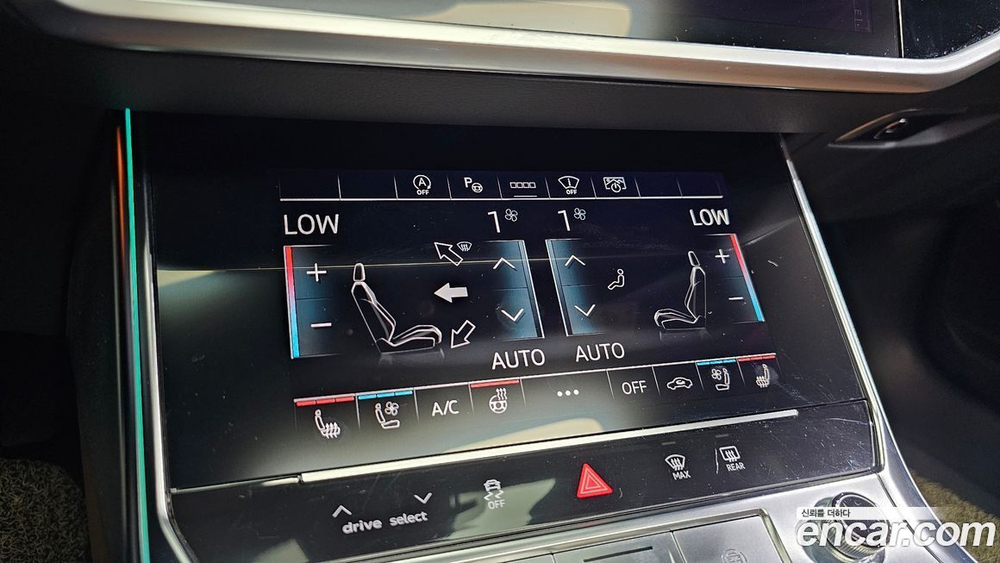 A OFF P OFF
LOW 1 1 LOW
AUTO AUTO
A/C OFF
drive select OFF MAX REAR
신뢰를 더하다
encar.com